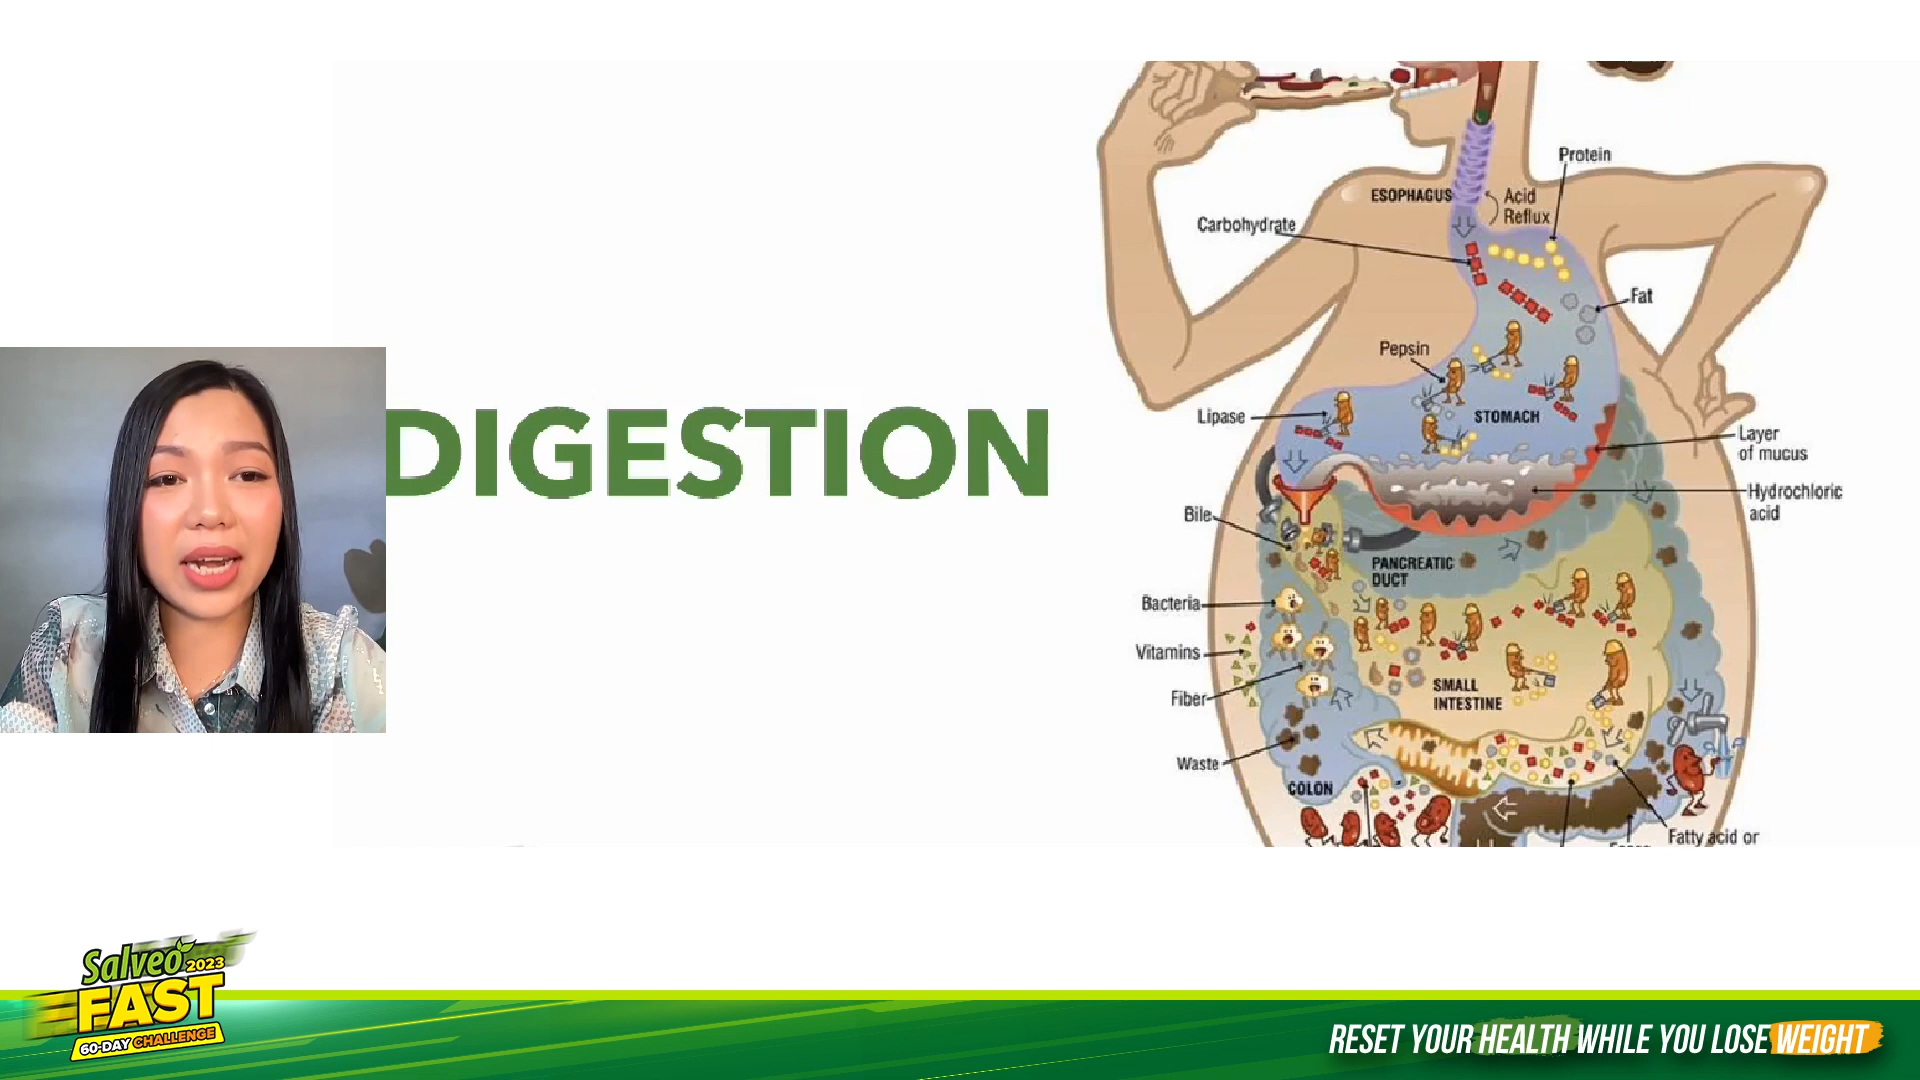 Protein
ESOPHAGUS
Acid
Reflux
Carbohydrate
Fat
Pepsin
Lipase
STOMACH
Layer
of mucus
Hydrochloric
acid
DIGESTION
Bile
PANCREATIC
DUCT
Bacteria
Vitamins
SMALL
INTESTINE
Fiber
Waste
COLON
Fatty acid or
Salveo 2023
FAST
60-DAY CHALLENGE
RESET YOUR HEALTH WHILE YOU LOSE WEIGHT